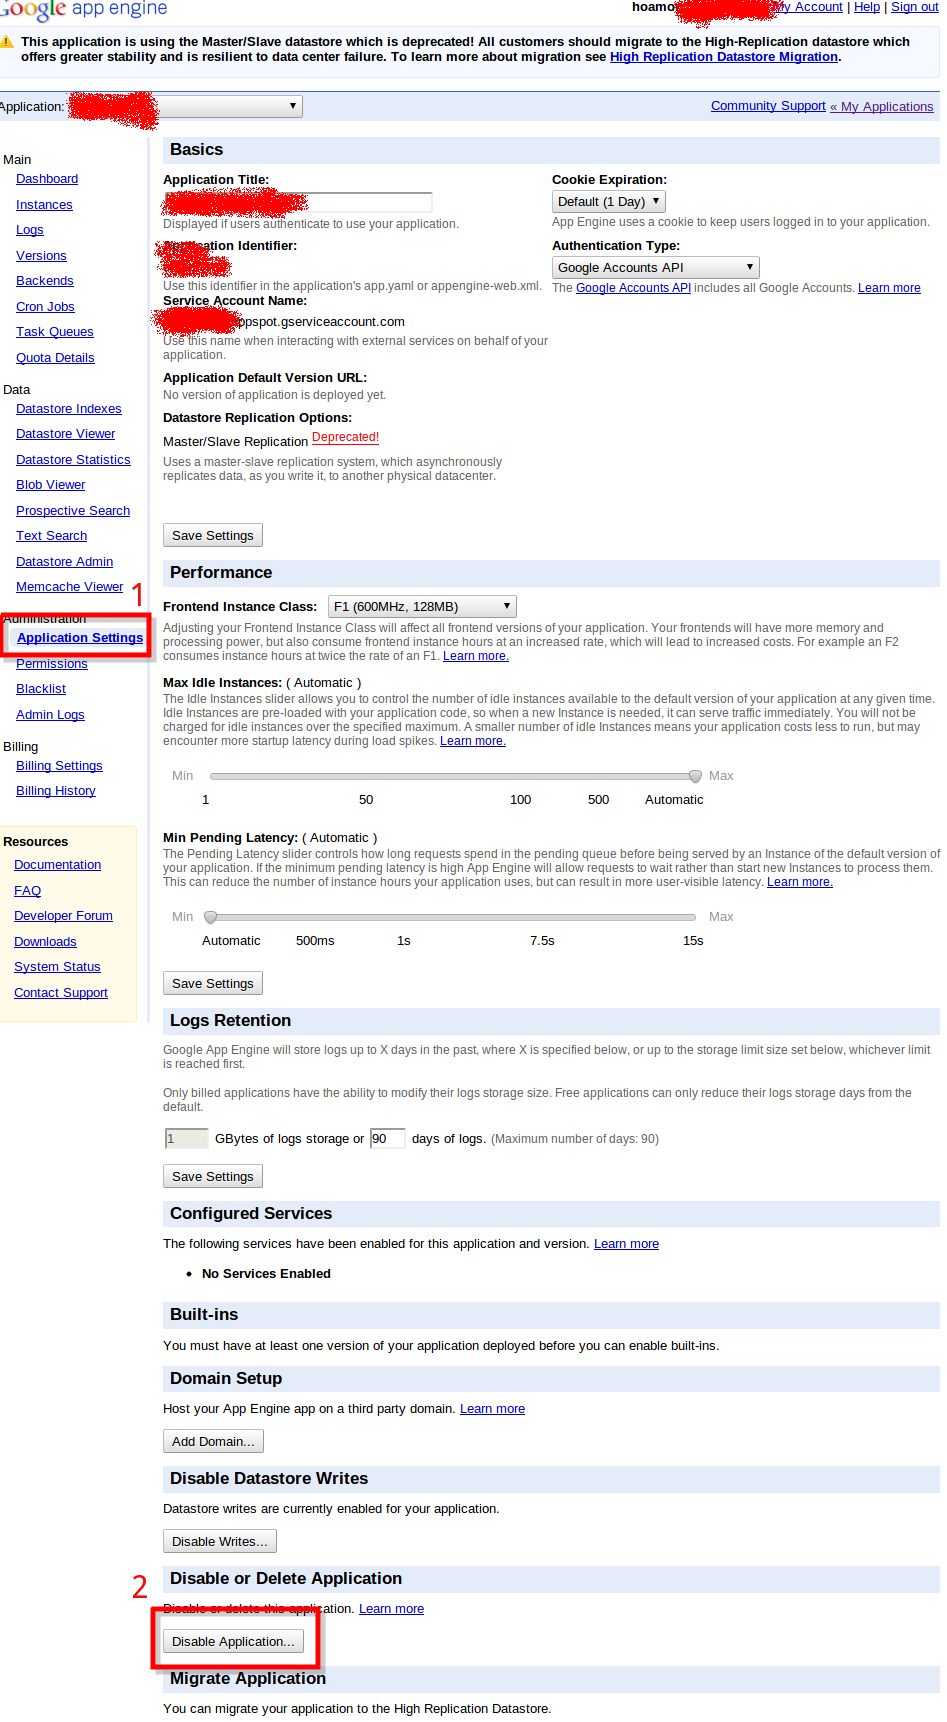 Google app engine
hoamo My Account | Help | Sign out
This application is using the Master/Slave datastore which is deprecated! All customers should migrate to the High-Replication datastore which
offers greater stability and is resilient to data center failure. To learn more about migration see High Replication Datastore Migration.
Application:
Community Support « My Applications
Main
Dashboard
Instances
Logs
Versions
Backends
Cron Jobs
Task Queues
Quota Details
Data
Datastore Indexes
Datastore Viewer
Datastore Statistics
Blob Viewer
Prospective Search
Text Search
Datastore Admin
Memcache Viewer
1
Administration
Application Settings
Permissions
Blacklist
Admin Logs
Billing
Billing Settings
Billing History
Resources
Documentation
FAQ
Developer Forum
Downloads
System Status
Contact Support
Basics
Application Title:
Displayed if users authenticate to use your application.
Application Identifier:
Use this identifier in the application's app.yaml or appengine-web.xml.
Service Account Name:
appspot.gserviceaccount.com
Use this name when interacting with external services on behalf of your
application.
Application Default Version URL:
No version of application is deployed yet.
Datastore Replication Options:
Master/Slave Replication Deprecated!
Uses a master-slave replication system, which asynchronously
replicates data, as you write it, to another physical datacenter.
Cookie Expiration:
Default (1 Day)
App Engine uses a cookie to keep users logged in to your application.
Authentication Type:
Google Accounts API
The Google Accounts API includes all Google Accounts. Learn more
Save Settings
Performance
Frontend Instance Class: F1 (600MHz, 128MB)
Adjusting your Frontend Instance Class will affect all frontend versions of your application. Your frontends will have more memory and
processing power, but also consume frontend instance hours at an increased rate, which will lead to increased costs. For example an F2
consumes instance hours at twice the rate of an F1. Learn more.
Max Idle Instances: ( Automatic )
The Idle Instances slider allows you to control the number of idle instances available to the default version of your application at any given time.
Idle Instances are pre-loaded with your application code, so when a new Instance is needed, it can serve traffic immediately. You will not be
charged for idle instances over the specified maximum. A smaller number of idle Instances means your application costs less to run, but may
encounter more startup latency during load spikes. Learn more.
Min Max
1 50 100 500 Automatic
Min Pending Latency: ( Automatic )
The Pending Latency slider controls how long requests spend in the pending queue before being served by an Instance of the default version of
your application. If the minimum pending latency is high App Engine will allow requests to wait rather than start new Instances to process them.
This can reduce the number of instance hours your application uses, but can result in more user-visible latency. Learn more.
Min Max
Automatic 500ms 1s 7.5s 15s
Save Settings
Logs Retention
Google App Engine will store logs up to X days in the past, where X is specified below, or up to the storage limit size set below, whichever limit
is reached first.
Only billed applications have the ability to modify their logs storage size. Free applications can only reduce their logs storage days from the
default.
1 GBytes of logs storage or 90 days of logs. (Maximum number of days: 90)
Save Settings
Configured Services
The following services have been enabled for this application and version. Learn more
• No Services Enabled
Built-ins
You must have at least one version of your application deployed before you can enable built-ins.
Domain Setup
Host your App Engine app on a third party domain. Learn more
Add Domain...
Disable Datastore Writes
Datastore writes are currently enabled for your application.
Disable Writes...
Disable or Delete Application
2
Disable or delete this application. Learn more
Disable Application...
Migrate Application
You can migrate your application to the High Replication Datastore.